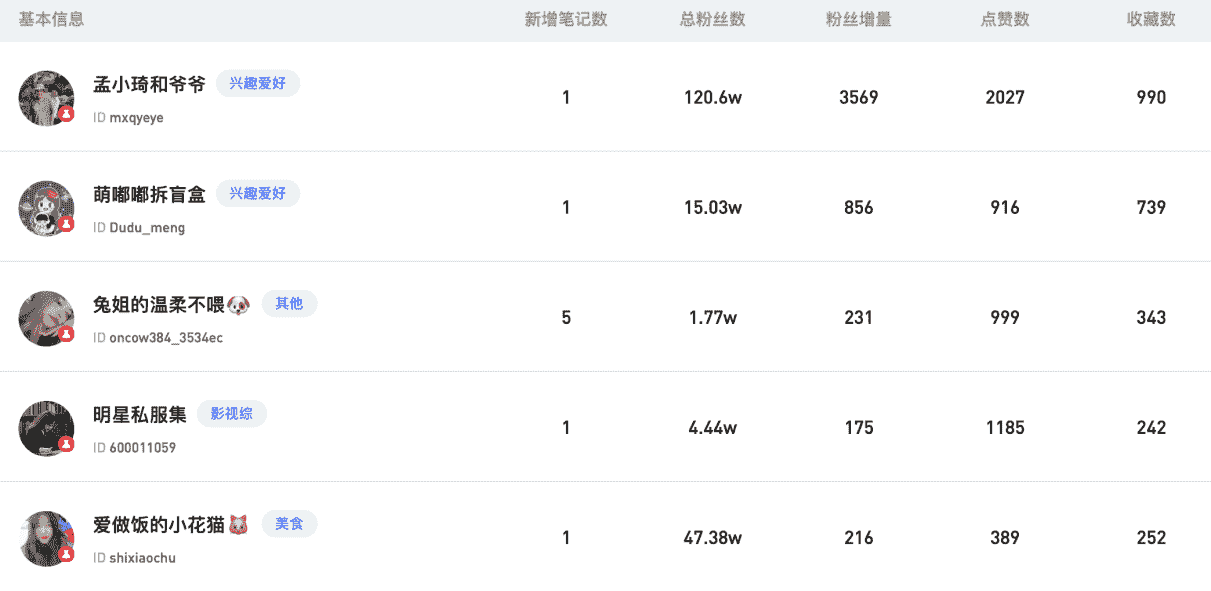 基本信息 新增笔记数 总粉丝数 粉丝增量 点赞数 收藏数
孟小琦和爷爷 兴趣爱好
ID mxqyeye
1 120.6w 3569 2027 990
萌嘟嘟拆盲盒 兴趣爱好
ID Dudu_meng
1 15.03w 856 916 739
兔姐的温柔不喂🐶 其他
ID oncow384_3534ec
5 1.77w 231 999 343
明星私服集 影视综
ID 600011059
1 4.44w 175 1185 242
爱做饭的小花猫🐱 美食
ID shixiaochu
1 47.38w 216 389 252